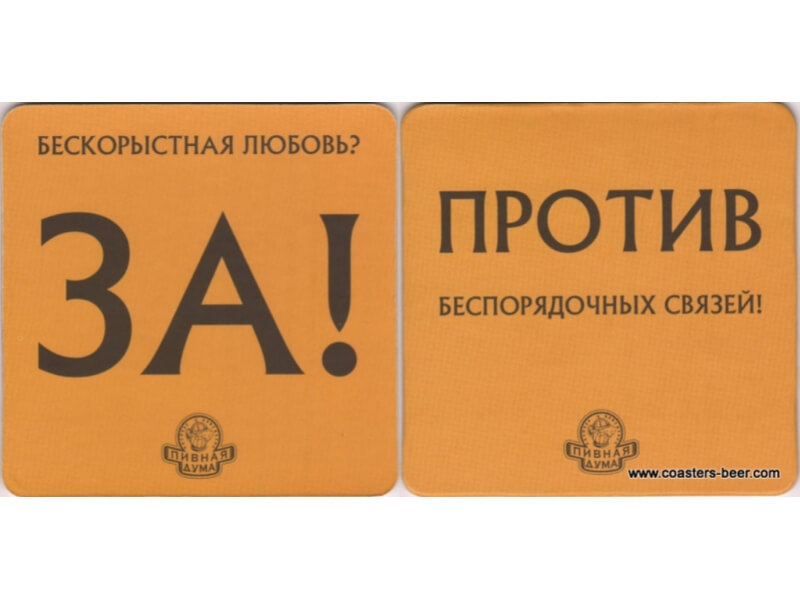 БЕСКОРЫСТНАЯ ЛЮБОВЬ?
ЗА!
ПИВНАЯ
ДУМА
ПРОТИВ
БЕСПОРЯДОЧНЫХ СВЯЗЕЙ!
ПИВНАЯ
ДУМА
www.coasters-beer.com